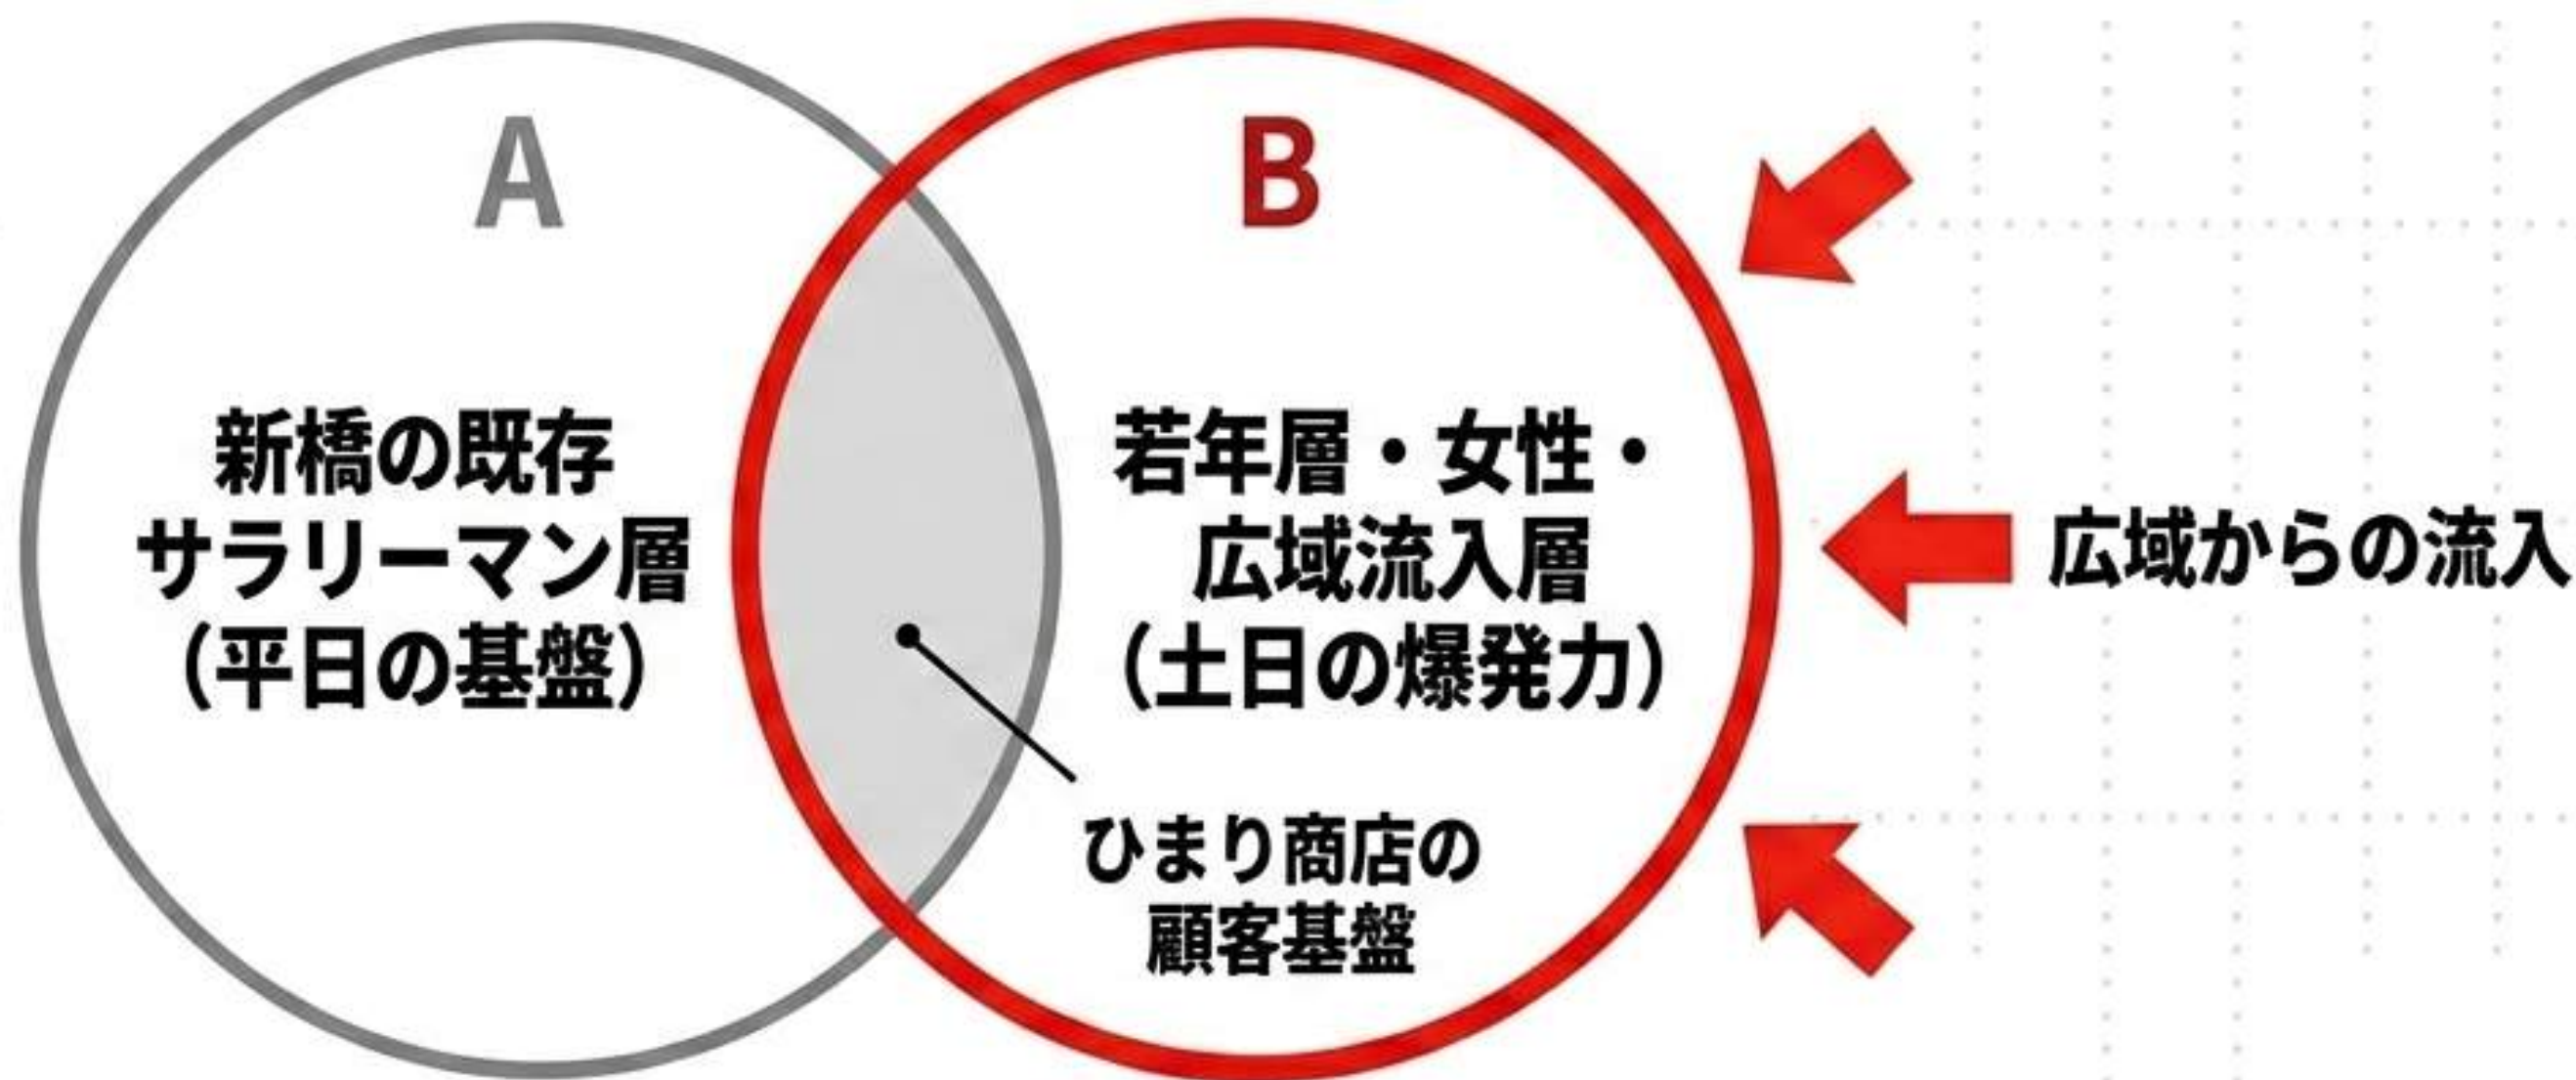 A
新橋の既存
サラリーマン層
（平日の基盤）
B
若年層・女性・
広域流入層
（土日の爆発力）
ひまり商店の
顧客基盤
広域からの流入